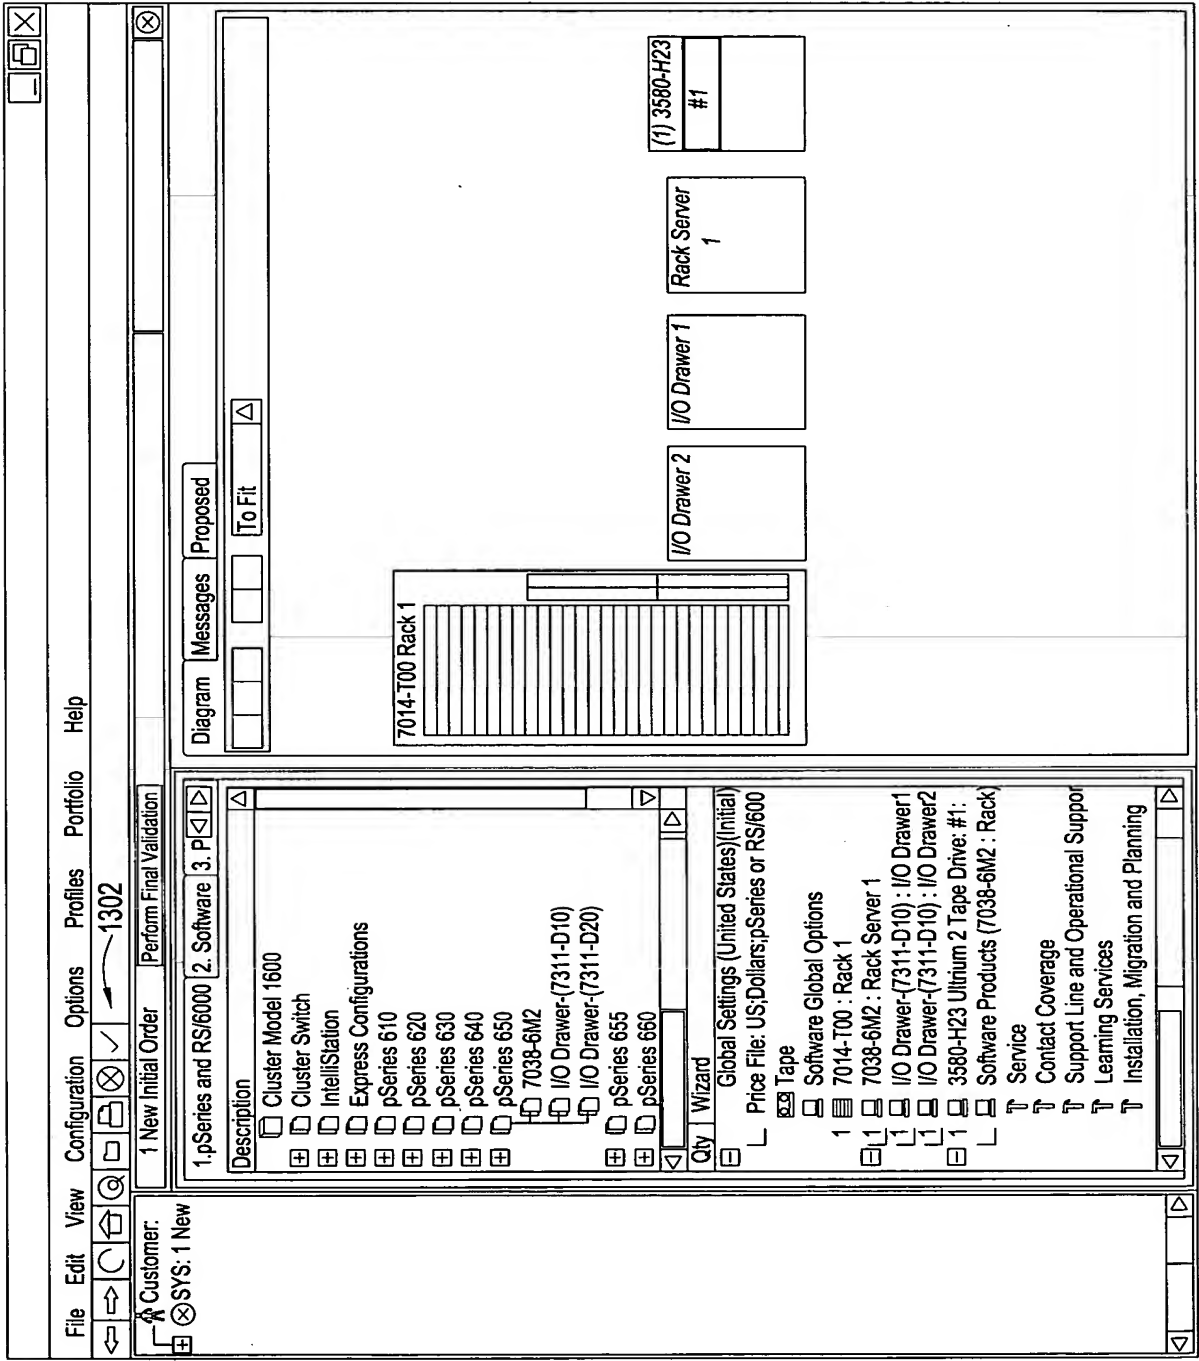 File Edit View Configuration Options Profiles Portfolio Help
1302
Customer:
SYS: 1 New
1 New Initial Order
Perform Final Validation
1.pSeries and RS/6000
2. Software
3. P
Description
Cluster Model 1600
Cluster Switch
IntelliStation
Express Configurations
pSeries 610
pSeries 620
pSeries 630
pSeries 640
pSeries 650
7038-6M2
I/O Drawer-(7311-D10)
I/O Drawer-(7311-D20)
pSeries 655
pSeries 660
Qty Wizard
Global Settings (United States)(Initial)
Price File: US;Dollars;pSeries or RS/600
Tape
Software Global Options
1 7014-T00 : Rack 1
1 7038-6M2 : Rack Server 1
1 I/O Drawer-(7311-D10) : I/O Drawer1
1 I/O Drawer-(7311-D10) : I/O Drawer2
1 3580-H23 Ultrium 2 Tape Drive: #1:
Software Products (7038-6M2 : Rack)
Service
Contact Coverage
Support Line and Operational Suppor
Learning Services
Installation, Migration and Planning
Diagram
Messages
Proposed
To Fit
7014-T00 Rack 1
I/O Drawer 2
I/O Drawer 1
Rack Server
1
(1) 3580-H23
#1